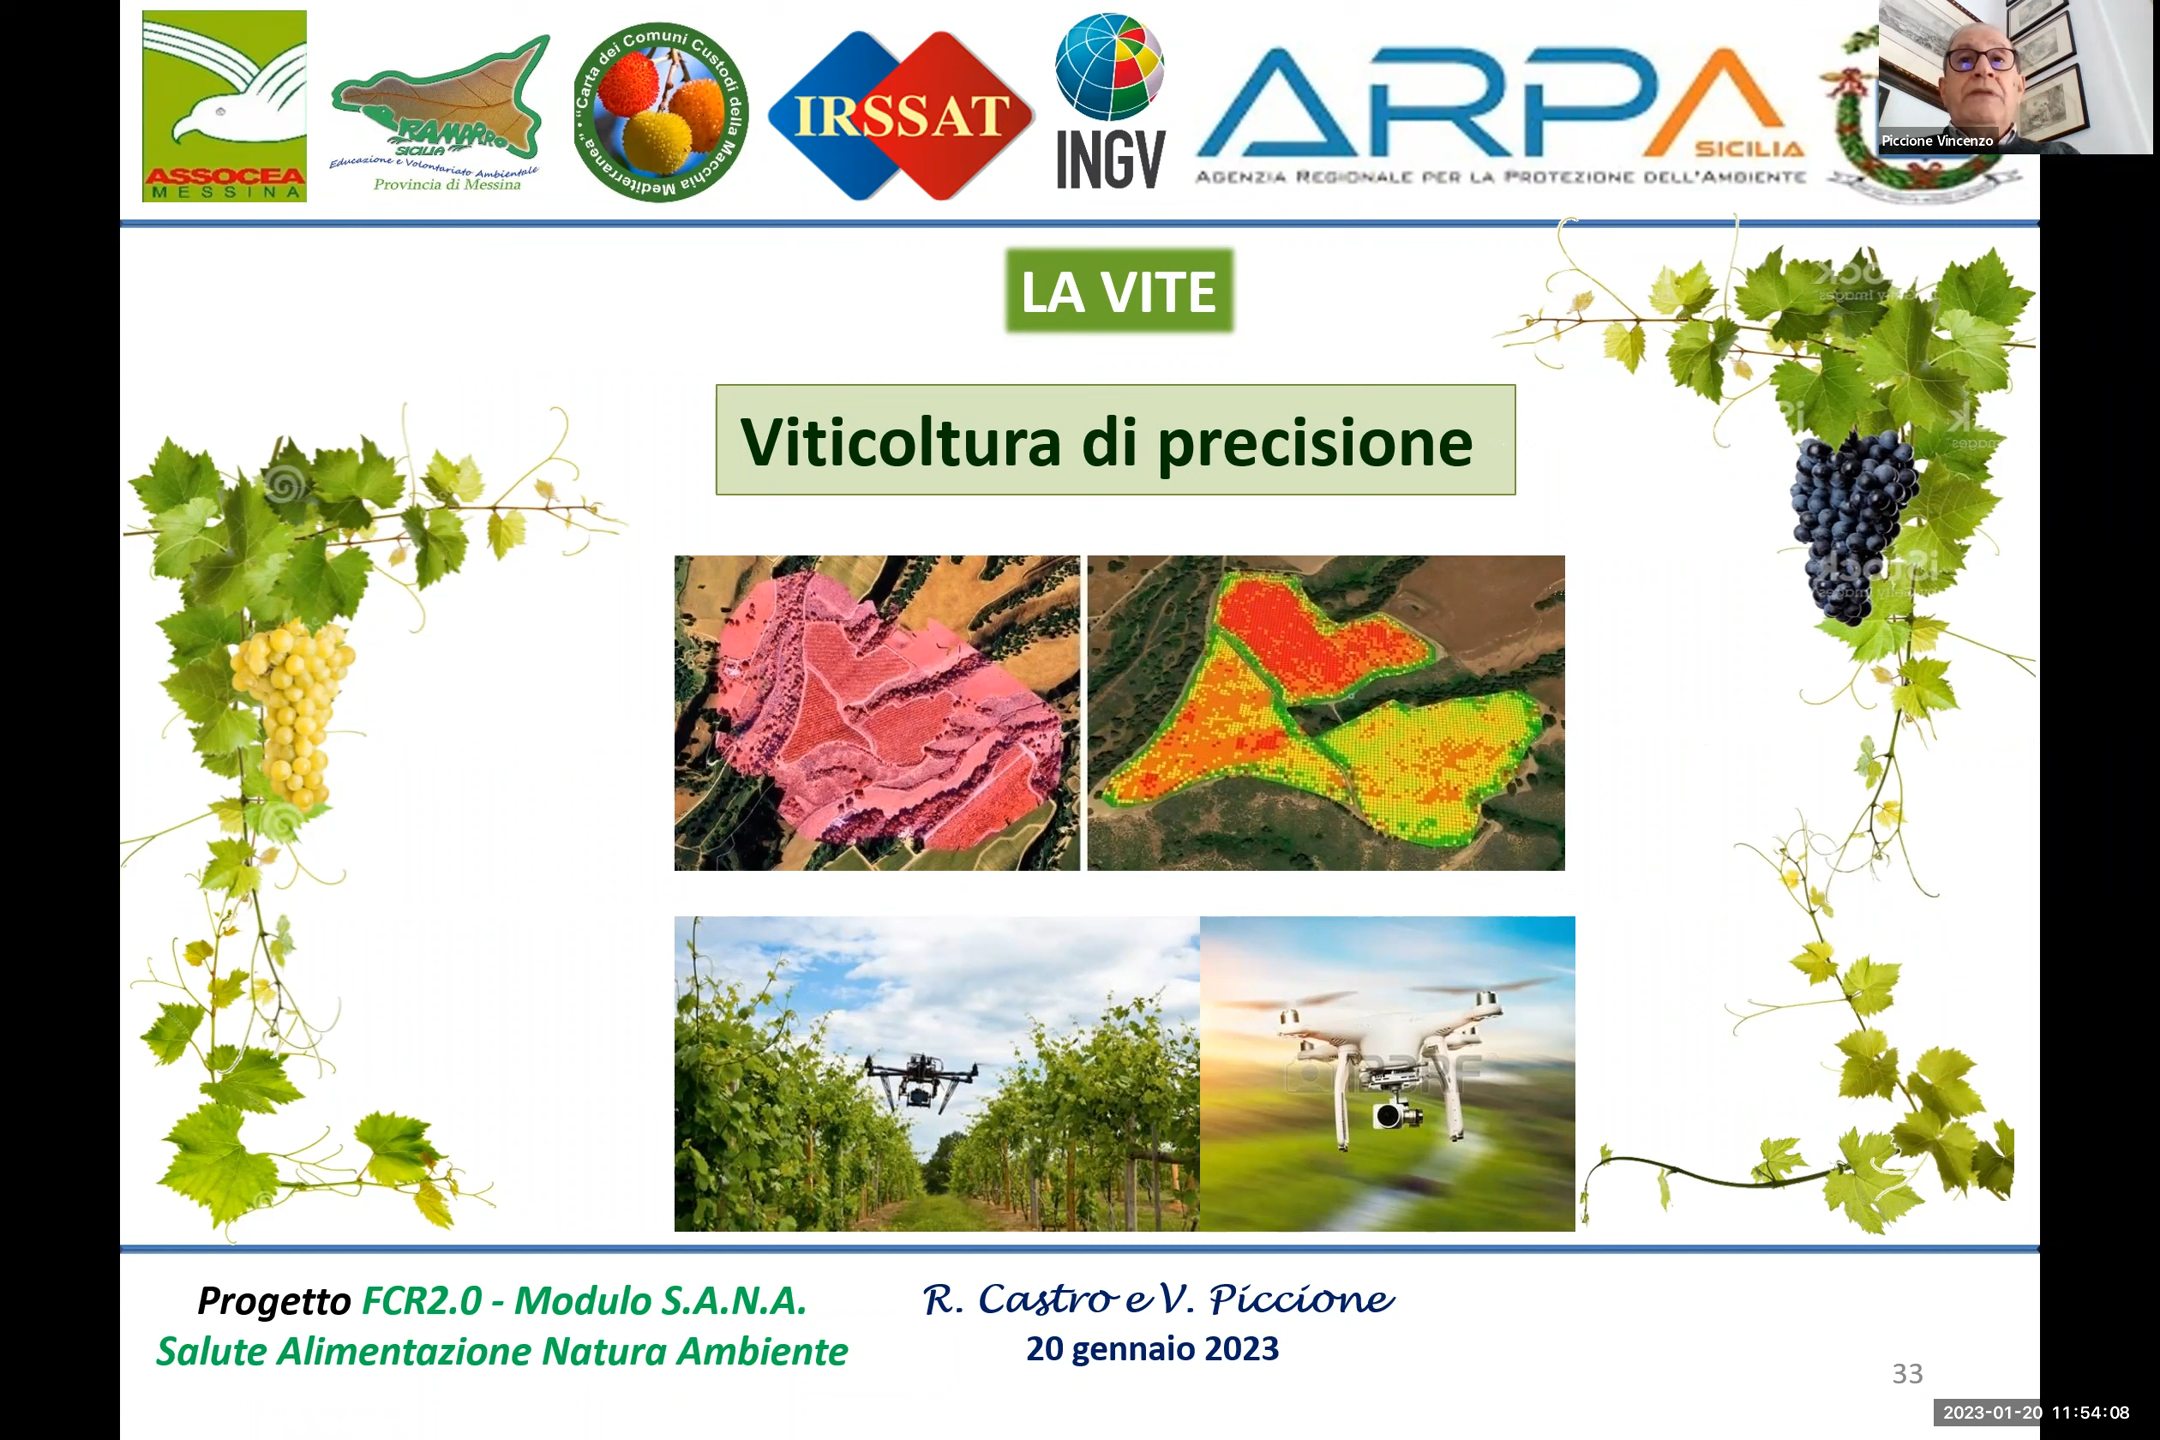 ASSOCEA
MESSINA
RAMARRO
SICILIA
Educazione e Volontariato Ambientale
Provincia di Messina
"Carta dei Comuni Custodi della Macchia Mediterranea"
IRSSAT
INGV
ARPA
SICILIA
AGENZIA REGIONALE PER LA PROTEZIONE DELL'AMBIENTE
Piccione Vincenzo
LA VITE
Viticoltura di precisione
Progetto FCR2.0 - Modulo S.A.N.A.
Salute Alimentazione Natura Ambiente
R. Castro e V. Piccione
20 gennaio 2023
33
2023-01-20 11:54:08